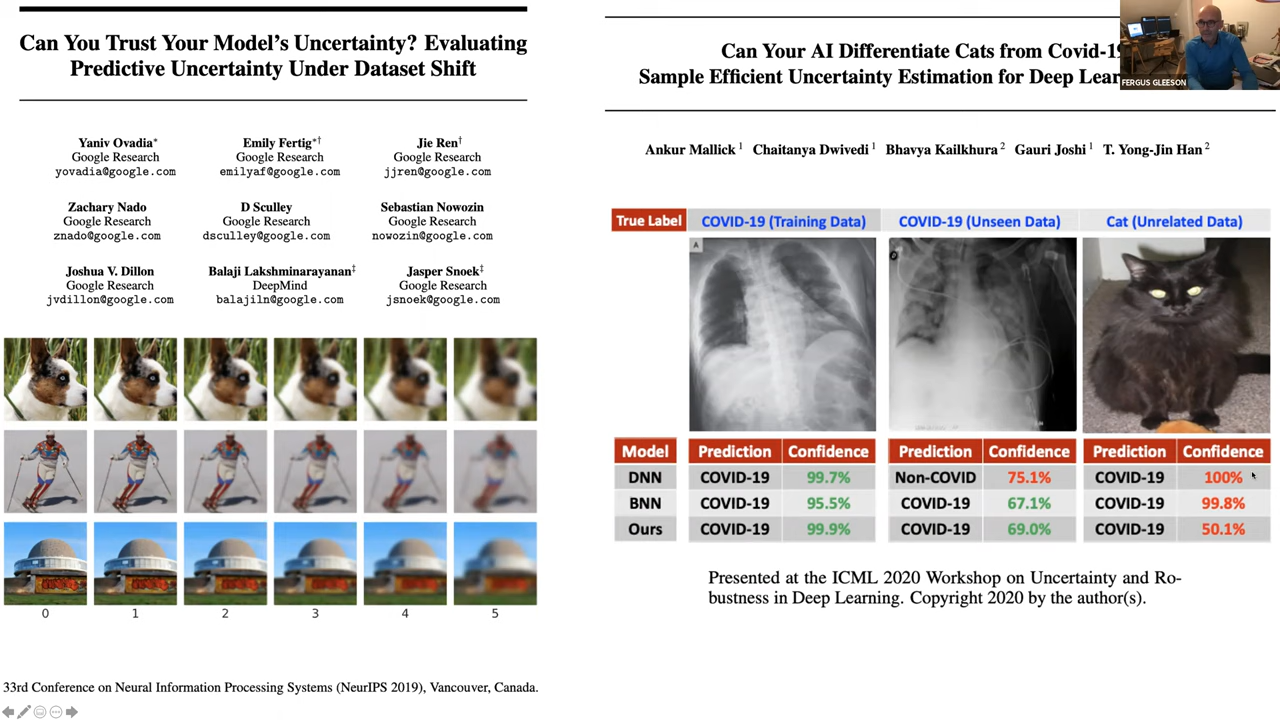 Can You Trust Your Model's Uncertainty? Evaluating
Predictive Uncertainty Under Dataset Shift
Yaniv Ovadia* Emily Fertig*† Jie Ren†
Google Research Google Research Google Research
yovadia@google.com emilyaf@google.com jjren@google.com
Zachary Nado D Sculley Sebastian Nowozin
Google Research Google Research Google Research
znado@google.com dsculley@google.com nowozin@google.com
Joshua V. Dillon Balaji Lakshminarayanan‡ Jasper Snoek‡
Google Research DeepMind Google Research
jvdillon@google.com balajiln@google.com jsnoek@google.com
0 1 2 3 4 5
33rd Conference on Neural Information Processing Systems (NeurIPS 2019), Vancouver, Canada.
Can Your AI Differentiate Cats from Covid-19
Sample Efficient Uncertainty Estimation for Deep Lear
FERGUS GLEESON
Ankur Mallick 1 Chaitanya Dwivedi 1 Bhavya Kailkhura 2 Gauri Joshi 1 T. Yong-Jin Han 2
True Label COVID-19 (Training Data) COVID-19 (Unseen Data) Cat (Unrelated Data)
A
Model Prediction Confidence Prediction Confidence Prediction Confidence
DNN COVID-19 99.7% Non-COVID 75.1% COVID-19 100%
BNN COVID-19 95.5% COVID-19 67.1% COVID-19 99.8%
Ours COVID-19 99.9% COVID-19 69.0% COVID-19 50.1%
Presented at the ICML 2020 Workshop on Uncertainty and Ro-
bustness in Deep Learning. Copyright 2020 by the author(s).